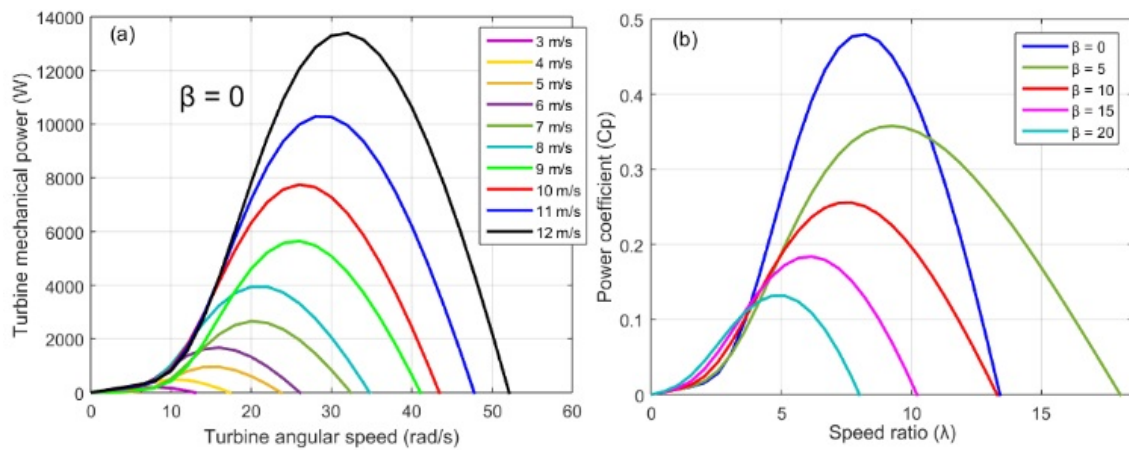 (a)
β = 0
Turbine mechanical power (W)
14000
12000
10000
8000
6000
4000
2000
0
0 10 20 30 40 50 60
Turbine angular speed (rad/s)
3 m/s
4 m/s
5 m/s
6 m/s
7 m/s
8 m/s
9 m/s
10 m/s
11 m/s
12 m/s
(b)
Power coefficient (Cp)
0.5
0.4
0.3
0.2
0.1
0
0 5 10 15
Speed ratio (λ)
β = 0
β = 5
β = 10
β = 15
β = 20